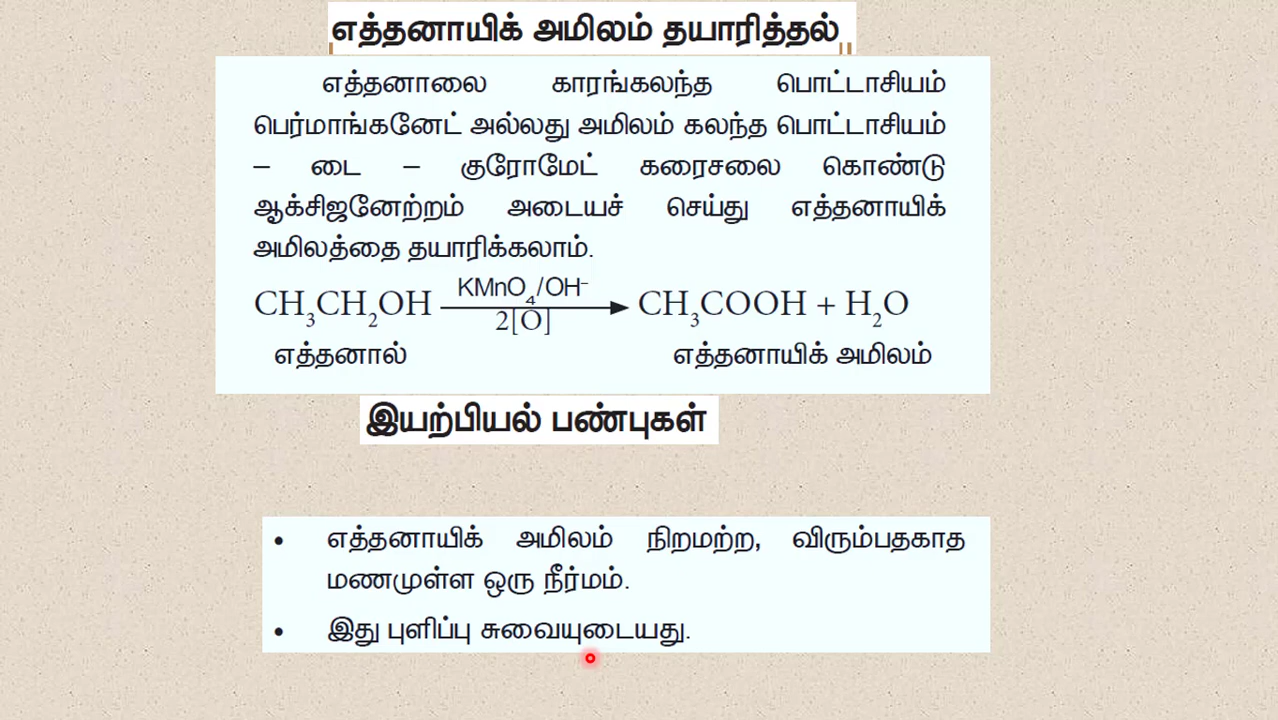 எத்தனாயிக் அமிலம் தயாரித்தல்
எத்தனாலை காரங்கலந்த பொட்டாசியம்
பெர்மாங்கனேட் அல்லது அமிலம் கலந்த பொட்டாசியம்
– டை – குரோமேட் கரைசலை கொண்டு
ஆக்சிஜனேற்றம் அடையச் செய்து எத்தனாயிக்
அமிலத்தை தயாரிக்கலாம்.
CH₃CH₂OH KMnO₄/OH⁻ 2[O] → CH₃COOH + H₂O
எத்தனால் எத்தனாயிக் அமிலம்
இயற்பியல் பண்புகள்
• எத்தனாயிக் அமிலம் நிறமற்ற, விரும்பதகாத
மணமுள்ள ஒரு நீர்மம்.
• இது புளிப்பு சுவையுடையது.